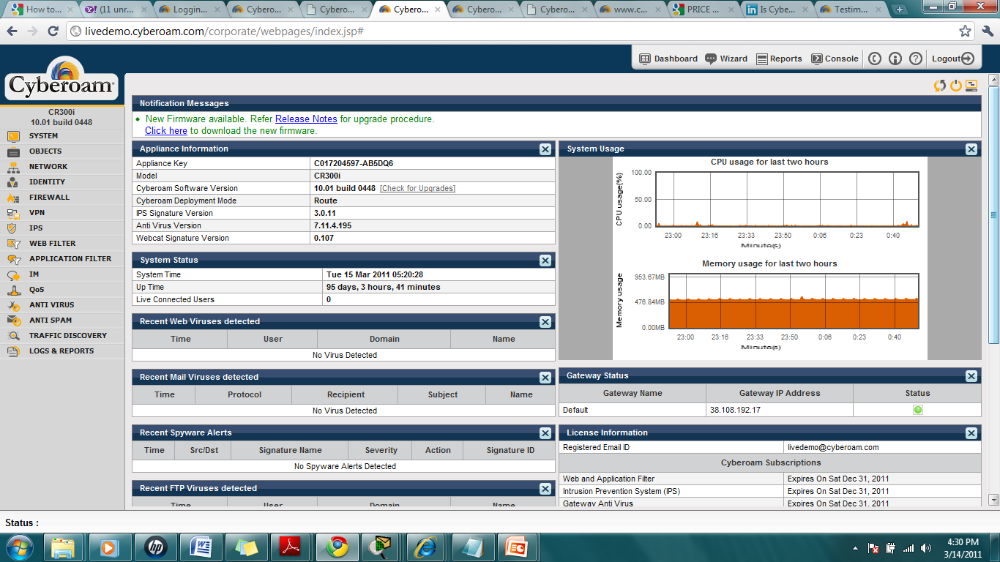 How to...
(11 unr...
Loggin...
Cybero...
Cybero...
Cybero...
Cybero...
Cybero...
www.c...
PRICE ...
Is Cybe...
Testim...
livedemo.cyberoam.com/corporate/webpages/index.jsp#
Dashboard
Wizard
Reports
Console
Logout
Cyberoam
CR300i
10.01 build 0448
SYSTEM
OBJECTS
NETWORK
IDENTITY
FIREWALL
VPN
IPS
WEB FILTER
APPLICATION FILTER
IM
QoS
ANTI VIRUS
ANTI SPAM
TRAFFIC DISCOVERY
LOGS & REPORTS
Notification Messages
New Firmware available. Refer Release Notes for upgrade procedure.
Click here to download the new firmware.
Appliance Information
Appliance Key C017204597-AB5DQ6
Model CR300i
Cyberoam Software Version 10.01 build 0448 [Check for Upgrades]
Cyberoam Deployment Mode Route
IPS Signature Version 3.0.11
Anti Virus Version 7.11.4.195
Webcat Signature Version 0.107
System Status
System Time Tue 15 Mar 2011 05:20:28
Up Time 95 days, 3 hours, 41 minutes
Live Connected Users 0
Recent Web Viruses detected
Time User Domain Name
No Virus Detected
Recent Mail Viruses detected
Time Protocol Recipient Subject Name
No Virus Detected
Recent Spyware Alerts
Time Src/Dst Signature Name Severity Action Signature ID
No Spyware Alerts Detected
Recent FTP Viruses detected
Time User Domain Name
System Usage
CPU usage for last two hours
CPU usage(%)
100.00
50.00
0.00
23:00 23:16 23:33 23:50 0:06 0:23 0:40
Minute(s)
Memory usage for last two hours
Memory usage
953.67MB
476.84MB
0.00MB
23:00 23:16 23:33 23:50 0:06 0:23 0:40
Minute(s)
Gateway Status
Gateway Name Gateway IP Address Status
Default 38.108.192.17
License Information
Registered Email ID livedemo@cyberoam.com
Cyberoam Subscriptions
Web and Application Filter Expires On Sat Dec 31, 2011
Intrusion Prevention System (IPS) Expires On Sat Dec 31, 2011
Gateway Anti Virus Expires On Sat Dec 31, 2011
Status :
4:30 PM
3/14/2011